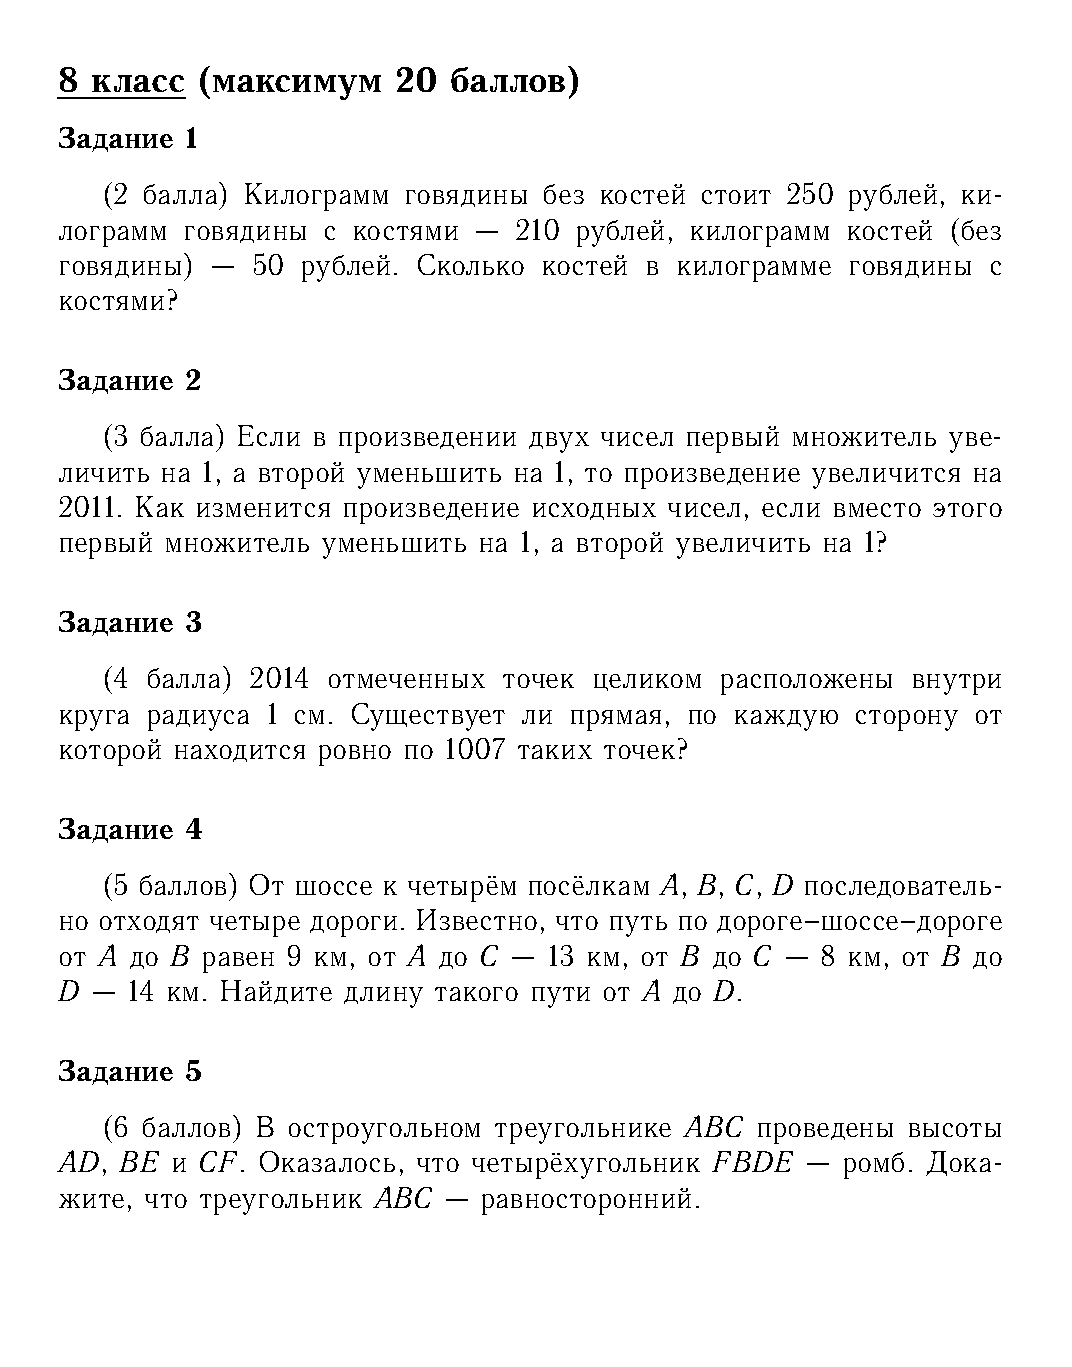 8 класс (максимум 20 баллов)
Задание 1
(2 балла) Килограмм говядины без костей стоит 250 рублей, ки-
лограмм говядины с костями — 210 рублей, килограмм костей (без
говядины) — 50 рублей. Сколько костей в килограмме говядины с
костями?
Задание 2
(3 балла) Если в произведении двух чисел первый множитель уве-
личить на 1, а второй уменьшить на 1, то произведение увеличится на
2011. Как изменится произведение исходных чисел, если вместо этого
первый множитель уменьшить на 1, а второй увеличить на 1?
Задание 3
(4 балла) 2014 отмеченных точек целиком расположены внутри
круга радиуса 1 см. Существует ли прямая, по каждую сторону от
которой находится ровно по 1007 таких точек?
Задание 4
(5 баллов) От шоссе к четырём посёлкам A, B, C, D последователь-
но отходят четыре дороги. Известно, что путь по дороге–шоссе–дороге
от A до B равен 9 км, от A до C — 13 км, от B до C — 8 км, от B до
D — 14 км. Найдите длину такого пути от A до D.
Задание 5
(6 баллов) В остроугольном треугольнике ABC проведены высоты
AD, BE и CF. Оказалось, что четырёхугольник FBDE — ромб. Дока-
жите, что треугольник ABC — равносторонний.